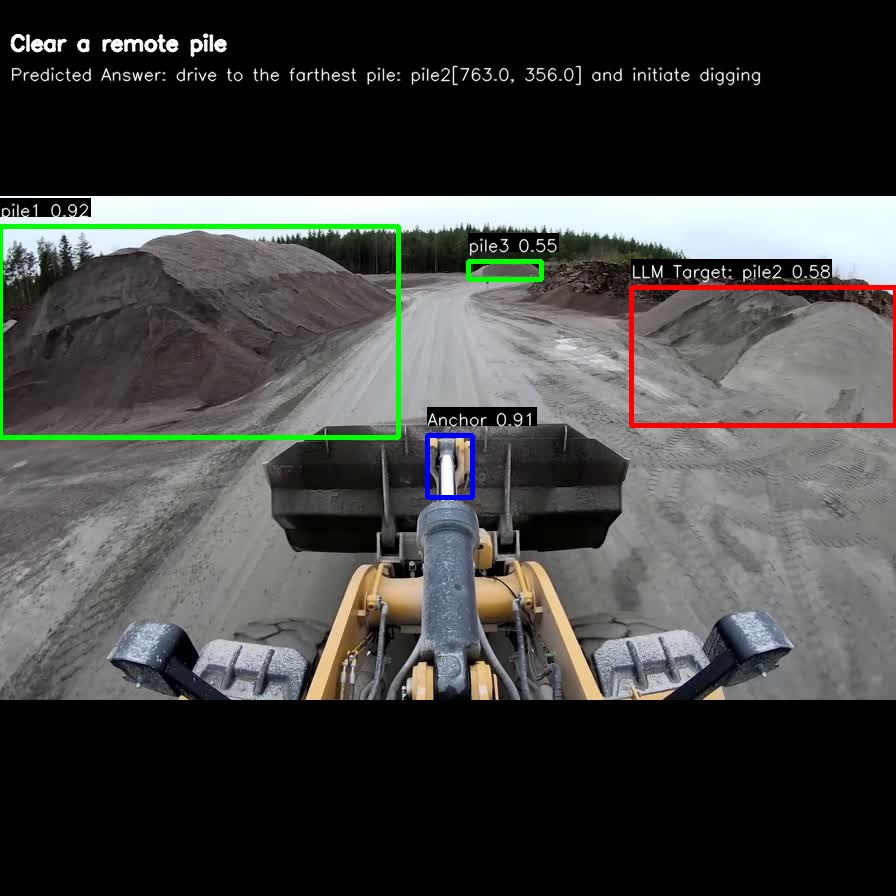 Clear a remote pile
Predicted Answer: drive to the farthest pile: pile2[763.0, 356.0] and initiate digging
pile1 0.92
pile3 0.55
LLM Target: pile2 0.58
Anchor 0.91